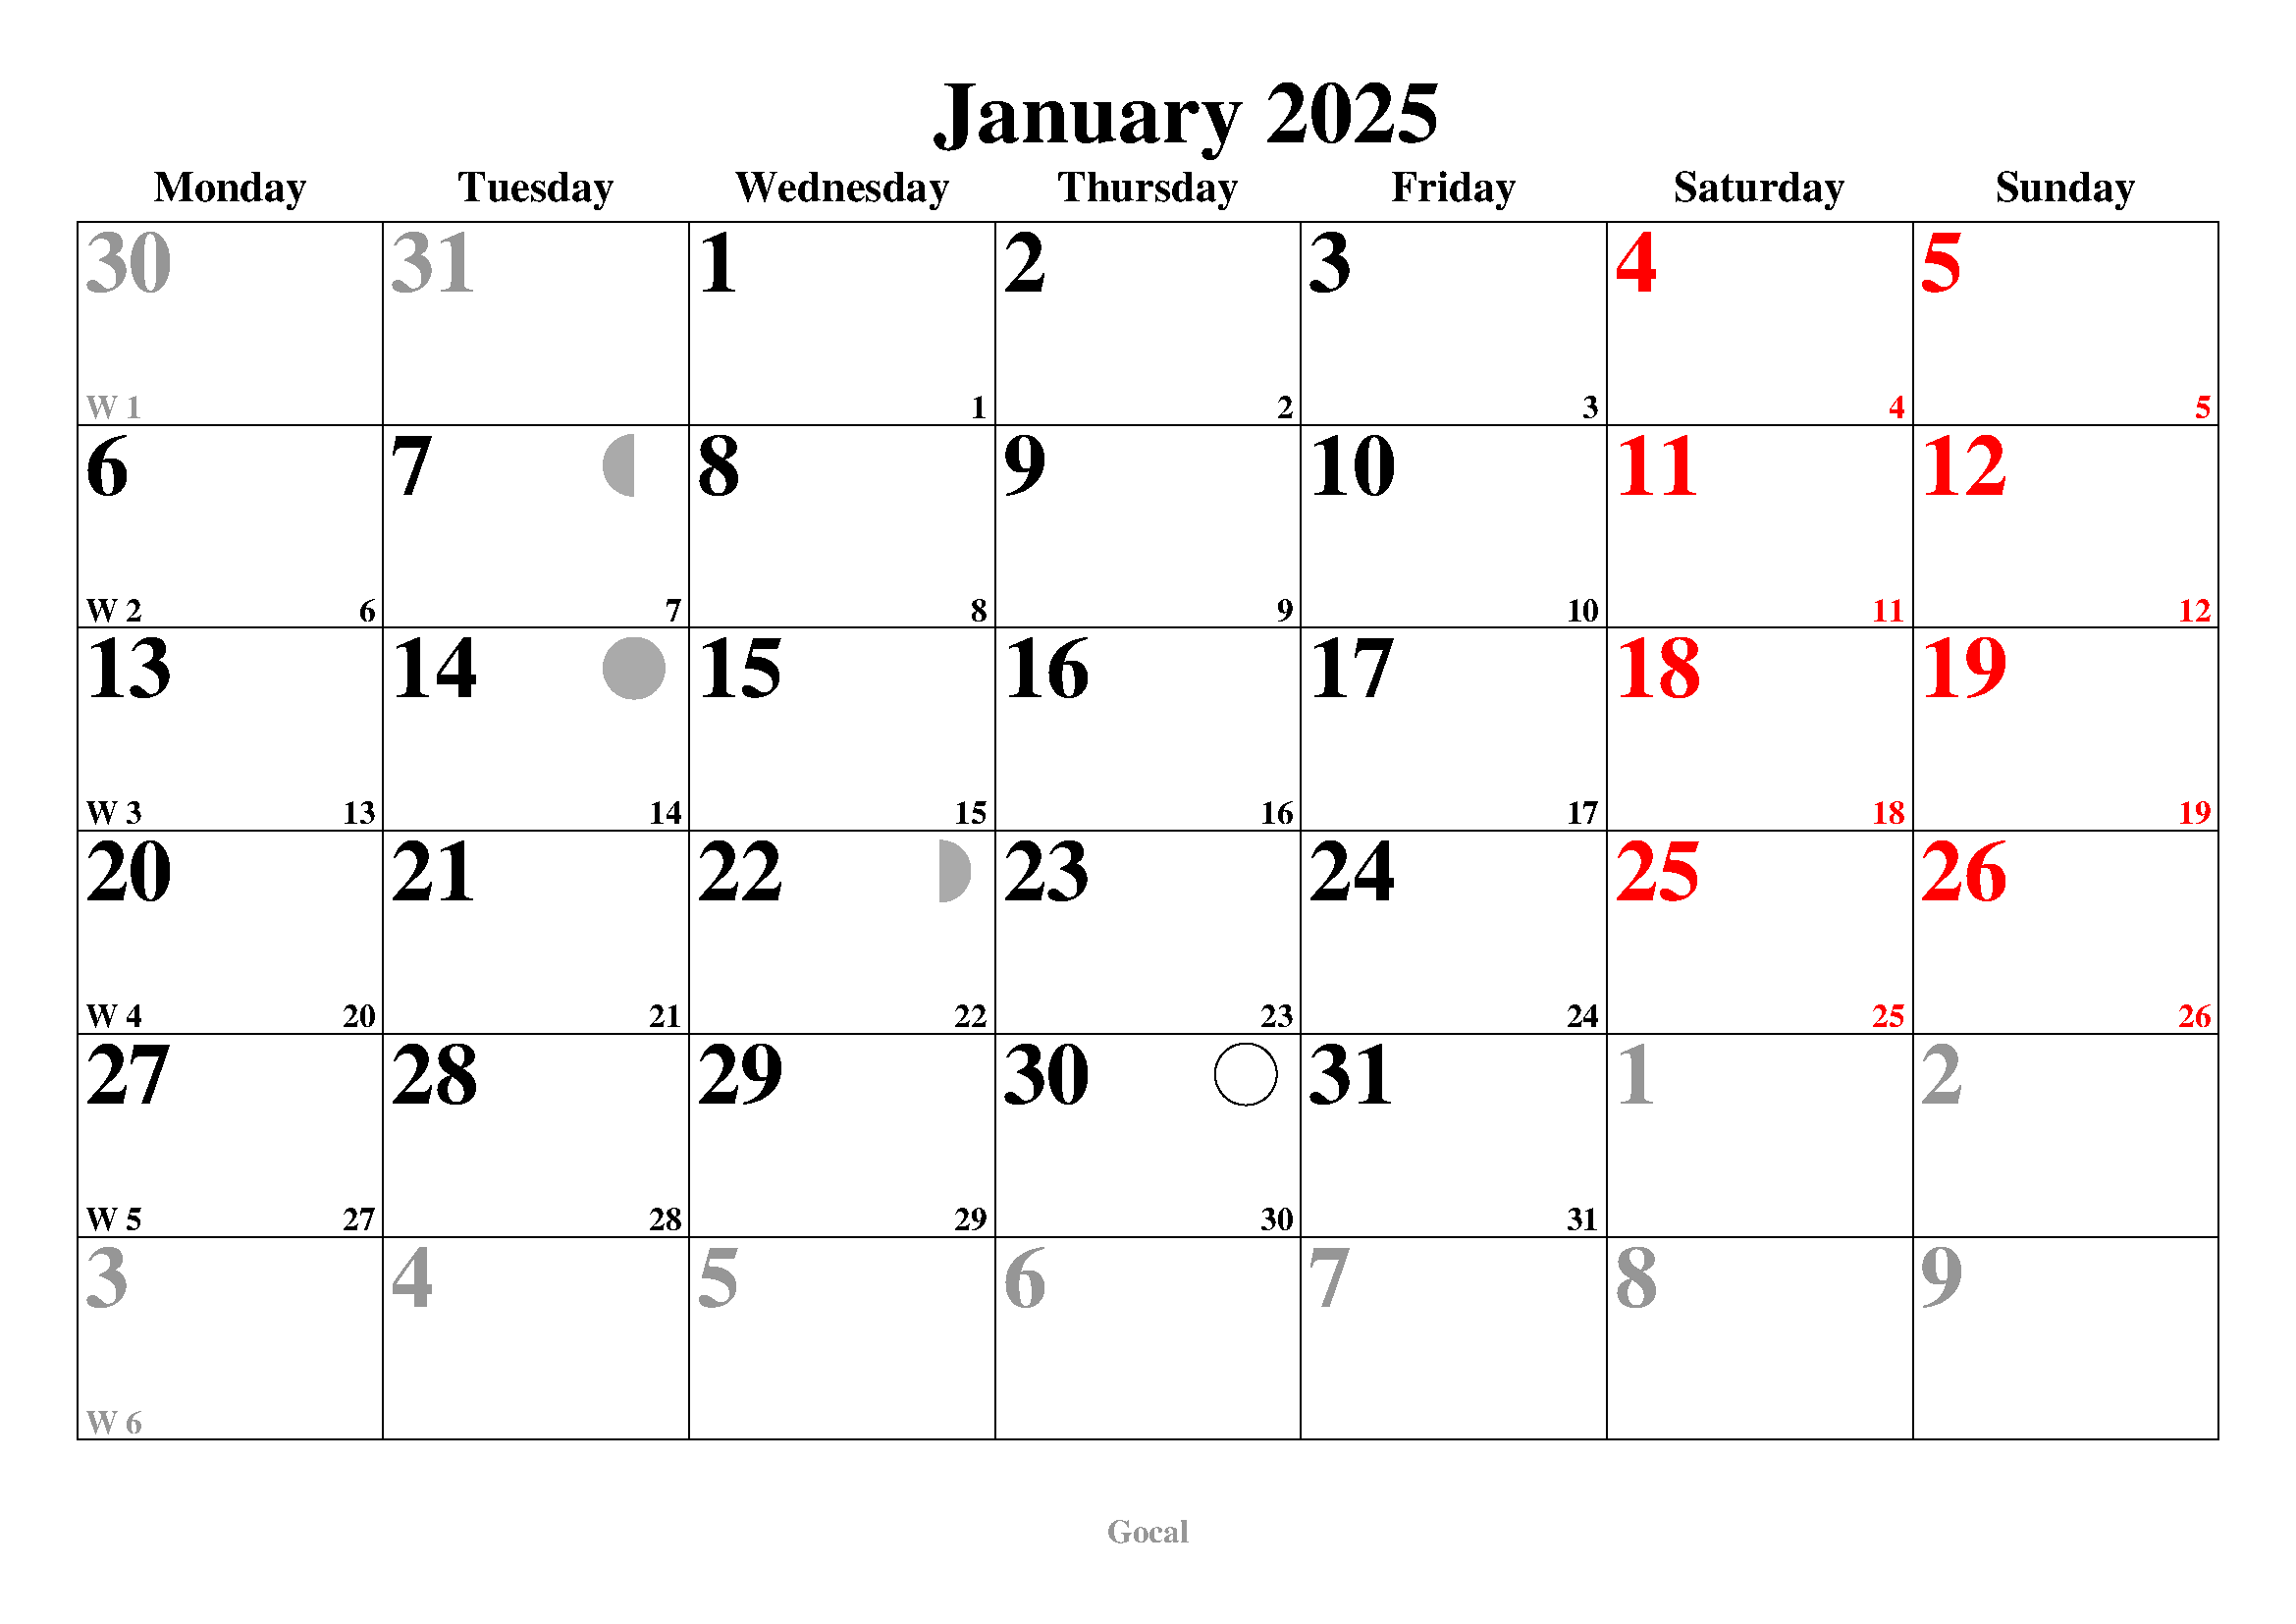 January 2025
Monday Tuesday Wednesday Thursday Friday Saturday Sunday
30 31 1 2 3 4 5
W 1 1 2 3 4 5
6 7 8 9 10 11 12
W 2 6 7 8 9 10 11 12
13 14 15 16 17 18 19
W 3 13 14 15 16 17 18 19
20 21 22 23 24 25 26
W 4 20 21 22 23 24 25 26
27 28 29 30 31 1 2
W 5 27 28 29 30 31
3 4 5 6 7 8 9
W 6
Gocal